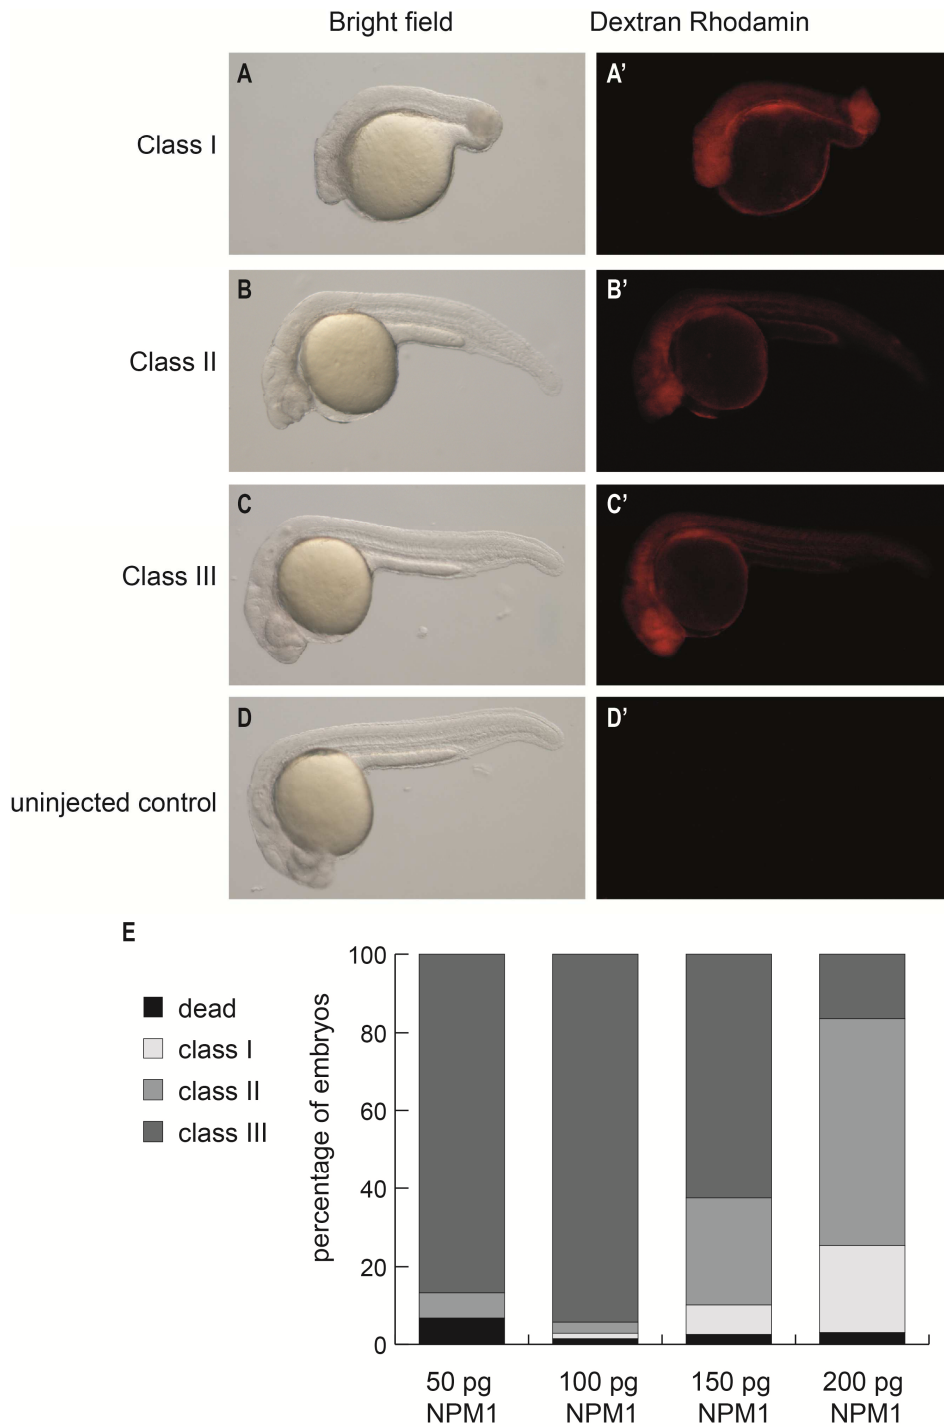 Bright field
Dextran Rhodamin
A
A'
Class I
B
B'
Class II
C
C'
Class III
D
D'
uninjected control
E
dead
class I
class II
class III
percentage of embryos
100
80
60
40
20
0
50 pg
NPM1
100 pg
NPM1
150 pg
NPM1
200 pg
NPM1